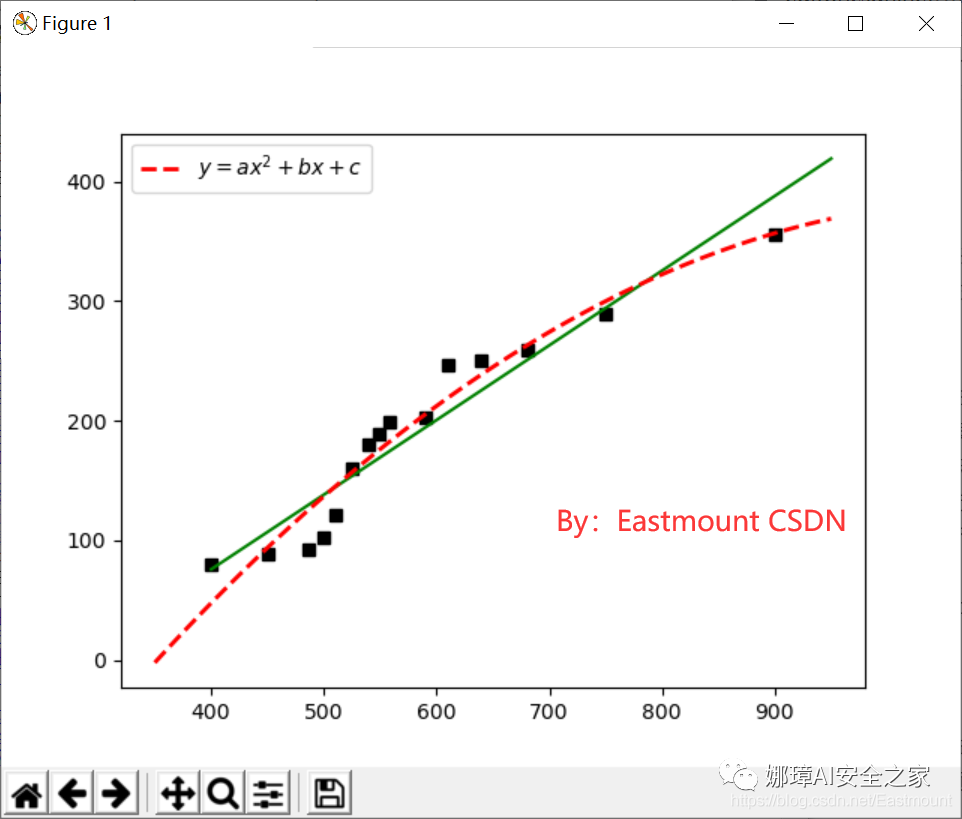 Figure 1
y = ax² + bx + c
400
300
200
100
0
By：Eastmount CSDN
400 500 600 700 800 900
娜璋AI安全之家
https://blog.csdn.net/Eastmount